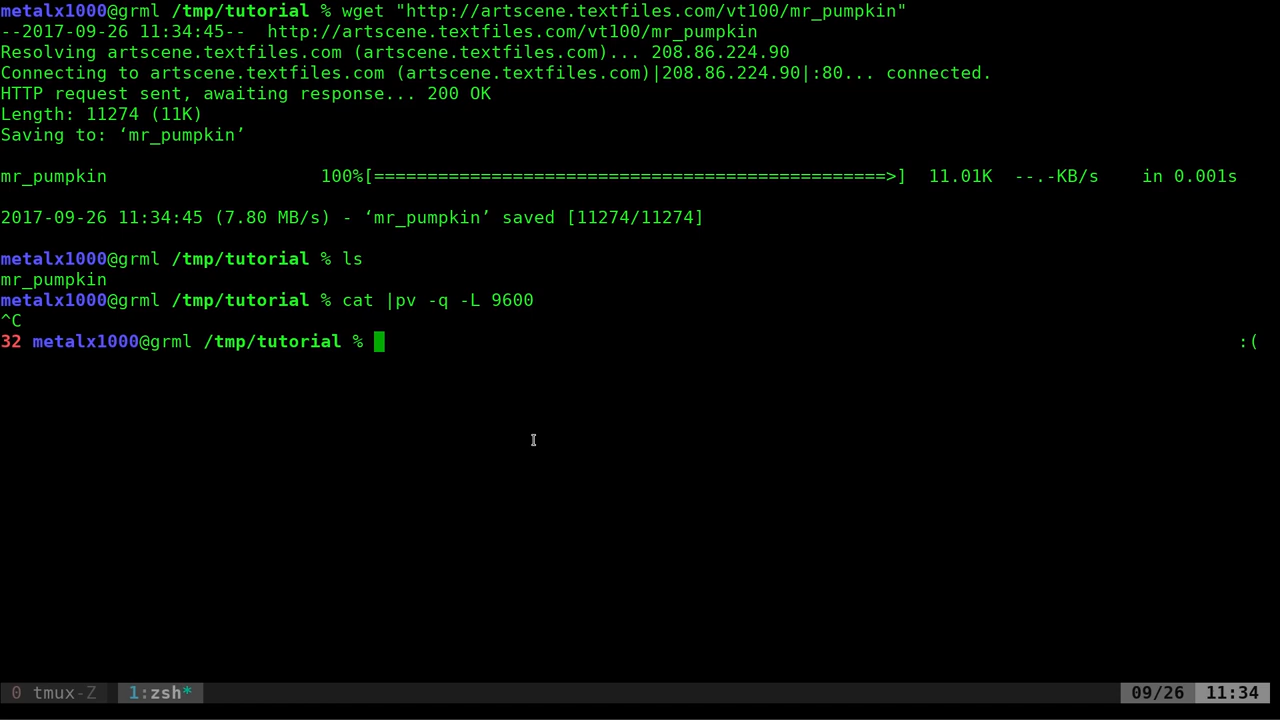 metalx1000@grml /tmp/tutorial % wget "http://artscene.textfiles.com/vt100/mr_pumpkin"
--2017-09-26 11:34:45--  http://artscene.textfiles.com/vt100/mr_pumpkin
Resolving artscene.textfiles.com (artscene.textfiles.com)... 208.86.224.90
Connecting to artscene.textfiles.com (artscene.textfiles.com)|208.86.224.90|:80... connected.
HTTP request sent, awaiting response... 200 OK
Length: 11274 (11K)
Saving to: ‘mr_pumpkin’
mr_pumpkin                    100%[================================================>]  11.01K  --.-KB/s    in 0.001s
2017-09-26 11:34:45 (7.80 MB/s) - ‘mr_pumpkin’ saved [11274/11274]
metalx1000@grml /tmp/tutorial % ls
mr_pumpkin
metalx1000@grml /tmp/tutorial % cat |pv -q -L 9600
^C
32 metalx1000@grml /tmp/tutorial % :(
0 tmux-Z 1:zsh* 09/26 11:34